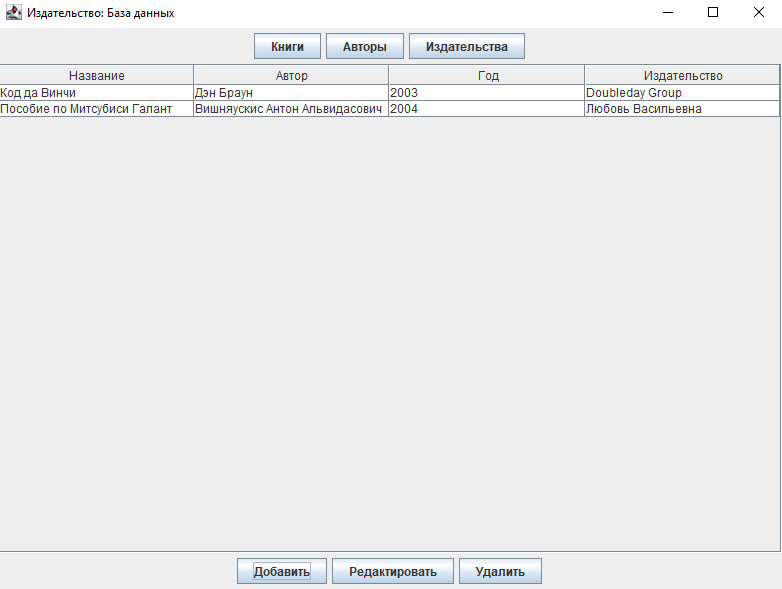 Издательство: База данных
Книги Авторы Издательства
Название Автор Год Издательство
Код да Винчи Дэн Браун 2003 Doubleday Group
Пособие по Митсубиси Галант Вишняускис Антон Альвидасович 2004 Любовь Васильевна
Добавить Редактировать Удалить